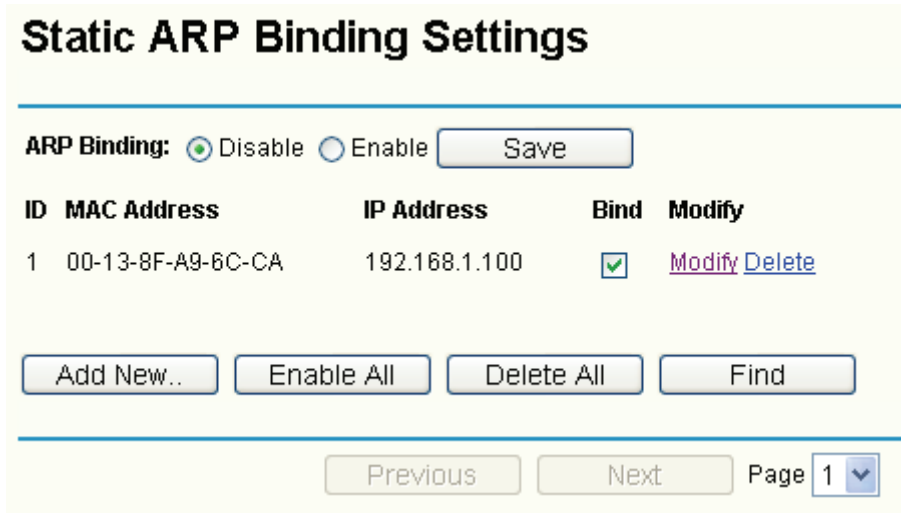 Static ARP Binding Settings
ARP Binding: Disable Enable Save
ID MAC Address IP Address Bind Modify
1 00-13-8F-A9-6C-CA 192.168.1.100 Modify Delete
Add New.. Enable All Delete All Find
Previous Next Page 1